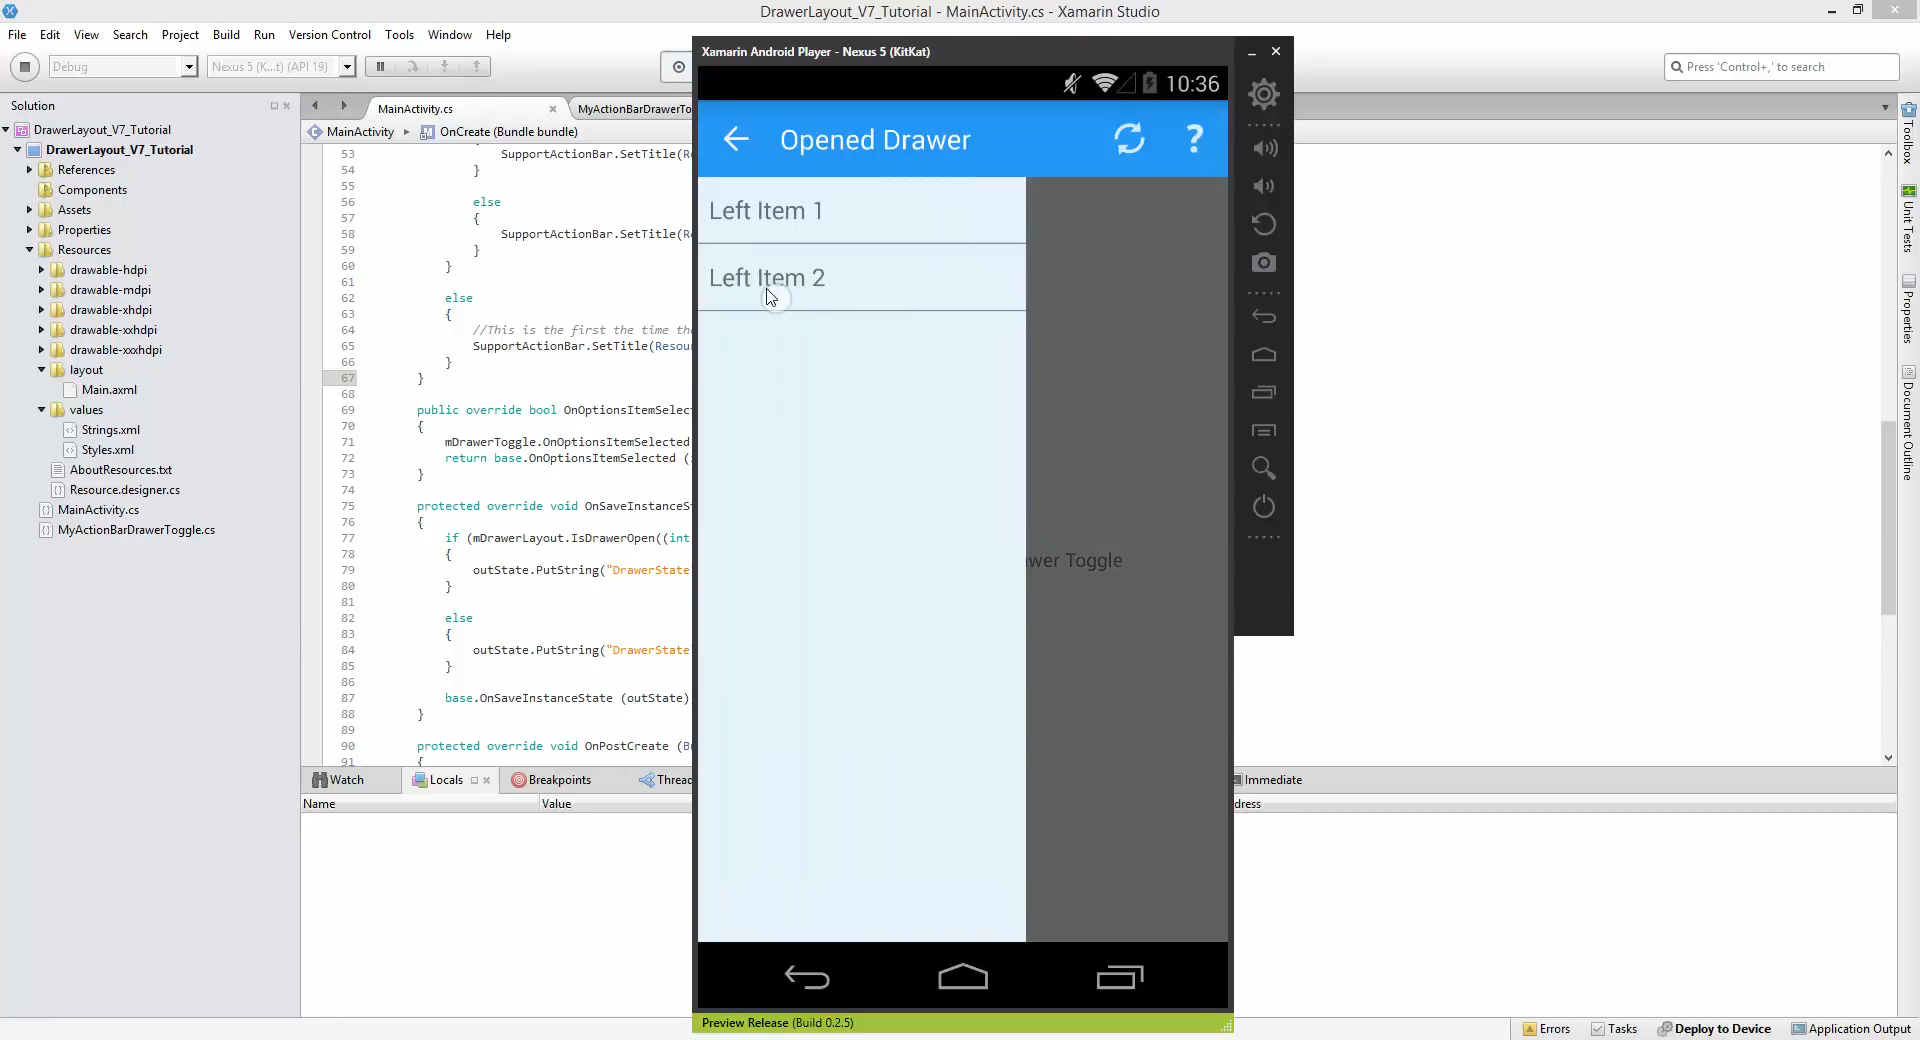 DrawerLayout_V7_Tutorial - MainActivity.cs - Xamarin Studio
File Edit View Search Project Build Run Version Control Tools Window Help
Debug
Nexus 5 (K...t) (API 19)
Press 'Control+,' to search
Solution
DrawerLayout_V7_Tutorial
DrawerLayout_V7_Tutorial
References
Components
Assets
Properties
Resources
drawable-hdpi
drawable-mdpi
drawable-xhdpi
drawable-xxhdpi
drawable-xxxhdpi
layout
Main.axml
values
Strings.xml
Styles.xml
AboutResources.txt
Resource.designer.cs
MainActivity.cs
MyActionBarDrawerToggle.cs
MainActivity.cs
MyActionBarDrawerTo
MainActivity
OnCreate (Bundle bundle)
53 SupportActionBar.SetTitle(R
54 }
55
56 else
57 {
58 SupportActionBar.SetTitle(R
59 }
60 }
61
62 else
63 {
64 //This is the first the time th
65 SupportActionBar.SetTitle(Resou
66 }
67 }
68
69 public override bool OnOptionsItemSelec
70 {
71 mDrawerToggle.OnOptionsItemSelected
72 return base.OnOptionsItemSelected (
73 }
74
75 protected override void OnSaveInstanceS
76 {
77 if (mDrawerLayout.IsDrawerOpen((int
78 {
79 outState.PutString("DrawerState
80 }
81
82 else
83 {
84 outState.PutString("DrawerState
85 }
86
87 base.OnSaveInstanceState (outState)
88 }
89
90 protected override void OnPostCreate (B
91 {
Watch
Locals
Breakpoints
Thread
Immediate
Name
Value
dress
Xamarin Android Player - Nexus 5 (KitKat)
10:36
Opened Drawer
?
Left Item 1
Left Item 2
wer Toggle
Preview Release (Build 0.2.5)
Toolbox
Unit Tests
Properties
Document Outline
Errors
Tasks
Deploy to Device
Application Output